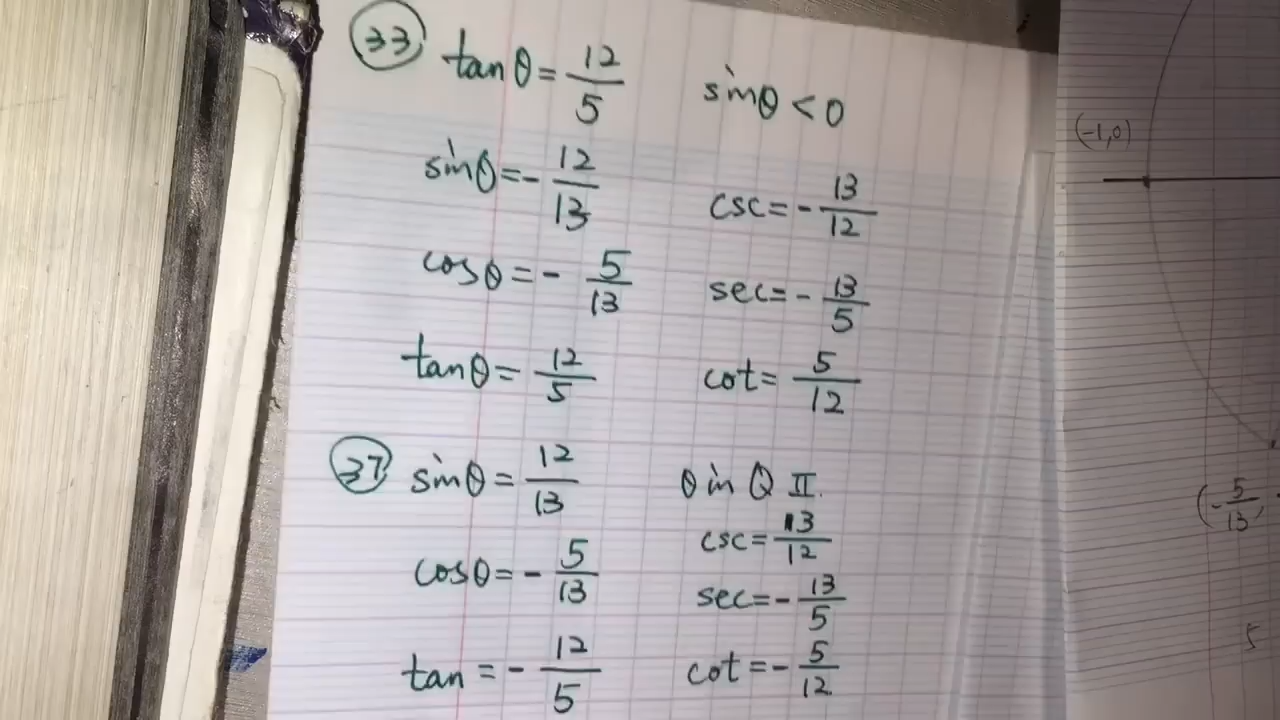 33 tanθ = 12/5 sinθ < 0
sinθ = - 12/13 csc = - 13/12
cosθ = - 5/13 sec = - 13/5
tanθ = 12/5 cot = 5/12
37 sinθ = 12/13 θ in Q II.
csc = 13/12
cosθ = - 5/13 sec = - 13/5
tan = - 12/5 cot = - 5/12
(-1,0)
(- 5/13,
5